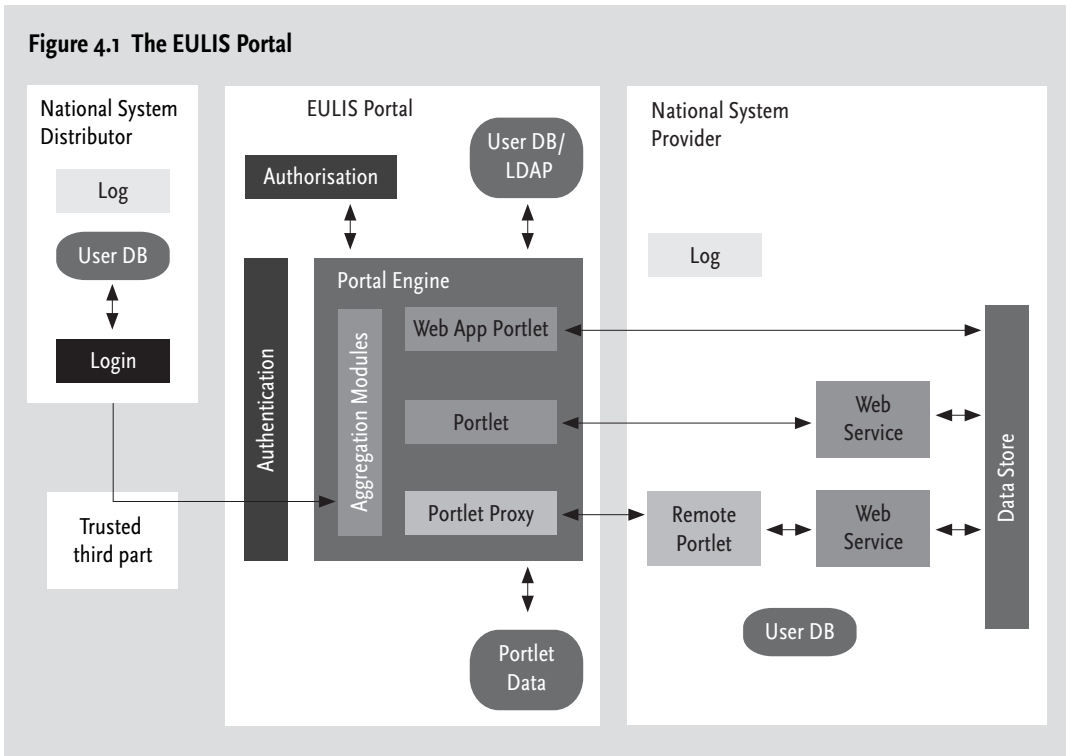 Figure 4.1 The EULIS Portal
National System
Distributor
Log
User DB
Login
Trusted
third part
EULIS Portal
Authorisation
User DB/
LDAP
Authentication
Portal Engine
Aggregation Modules
Web App Portlet
Portlet
Portlet Proxy
Portlet
Data
National System
Provider
Log
Web
Service
Remote
Portlet
Web
Service
User DB
Data Store